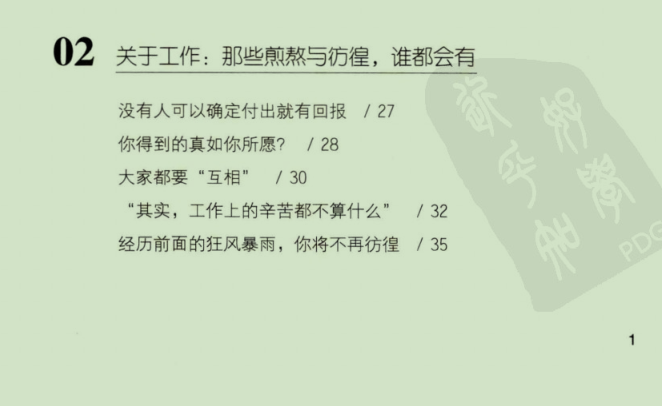 02 关于工作：那些煎熬与彷徨，谁都会有
没有人可以确定付出就有回报 / 27
你得到的真如你所愿？ / 28
大家都要“互相” / 30
“其实，工作上的辛苦都不算什么” / 32
经历前面的狂风暴雨，你将不再彷徨 / 35
PDG
1